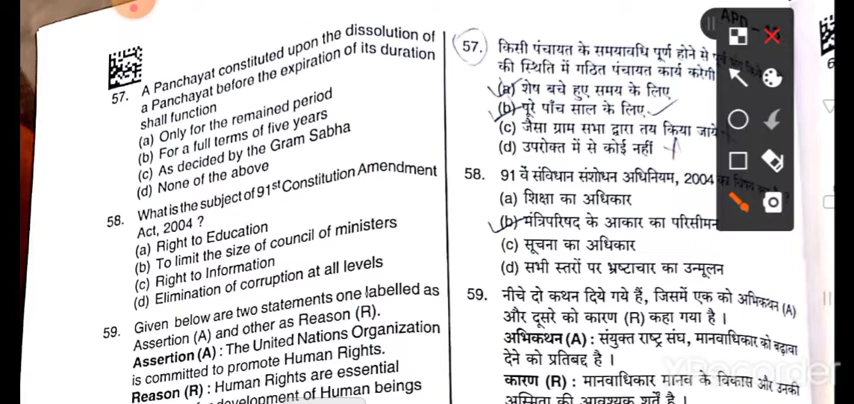 57. A Panchayat constituted upon the dissolution of
a Panchayat before the expiration of its duration
shall function
(a) Only for the remained period
(b) For a full terms of five years
(c) As decided by the Gram Sabha
(d) None of the above
58. What is the subject of 91st Constitution Amendment
Act, 2004 ?
(a) Right to Education
(b) To limit the size of council of ministers
(c) Right to Information
(d) Elimination of corruption at all levels
59. Given below are two statements one labelled as
Assertion (A) and other as Reason (R).
Assertion (A) : The United Nations Organization
is committed to promote Human Rights.
Reason (R) : Human Rights are essential
development of Human beings
57. किसी पंचायत के समयावधि पूर्ण होने से
की स्थिति में गठित पंचायत कार्य करेगी
(a) शेष बचे हुए समय के लिए
(b) पूरे पाँच साल के लिए
(c) जैसा ग्राम सभा द्वारा तय किया जाये
(d) उपरोक्त में से कोई नहीं
58. 91 वें संविधान संशोधन अधिनियम, 2004
(a) शिक्षा का अधिकार
(b) मंत्रिपरिषद के आकार का परिसीमन
(c) सूचना का अधिकार
(d) सभी स्तरों पर भ्रष्टाचार का उन्मूलन
59. नीचे दो कथन दिये गये हैं, जिसमें एक को अभिकथन (A)
और दूसरे को कारण (R) कहा गया है ।
अभिकथन (A) : संयुक्त राष्ट्र संघ, मानवाधिकार को बढ़ावा
देने को प्रतिबद्ध है ।
कारण (R) : मानवाधिकार मानव के विकास और उनकी
अस्मिता की आवश्यक शर्तें है ।
XRecorder